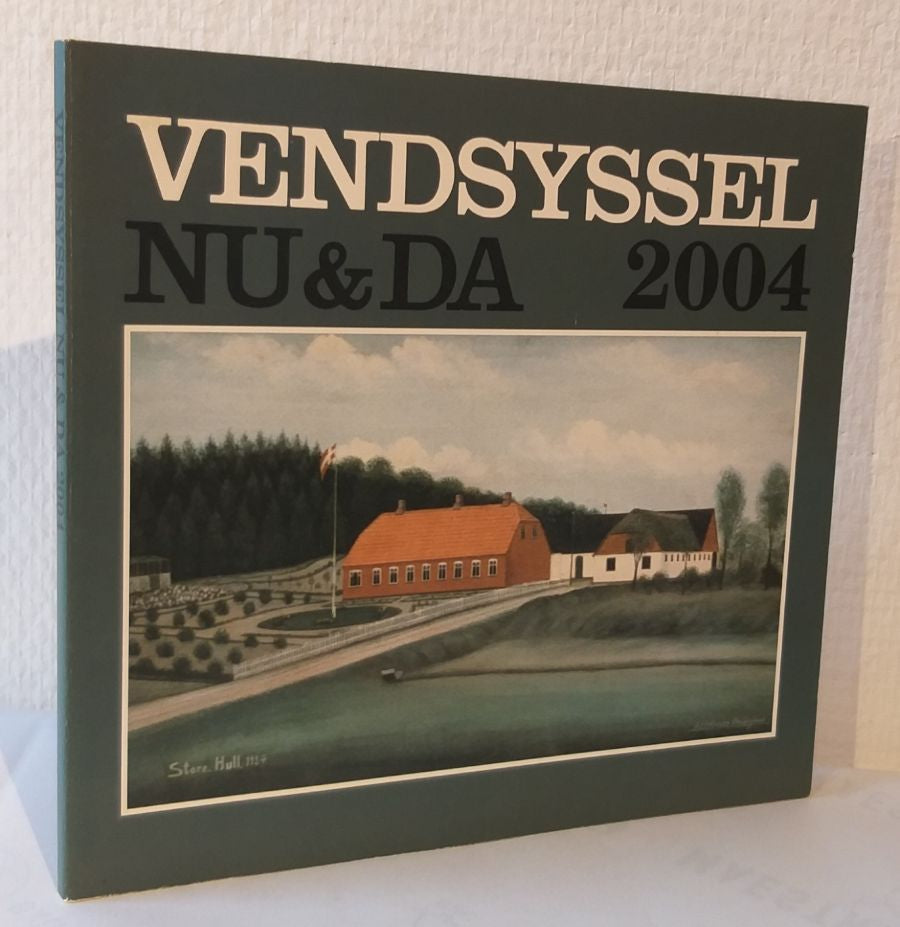 VENDSYSSEL
NU & DA 2004
Store Hull 1924
VENDSYSSEL NU & DA 2004